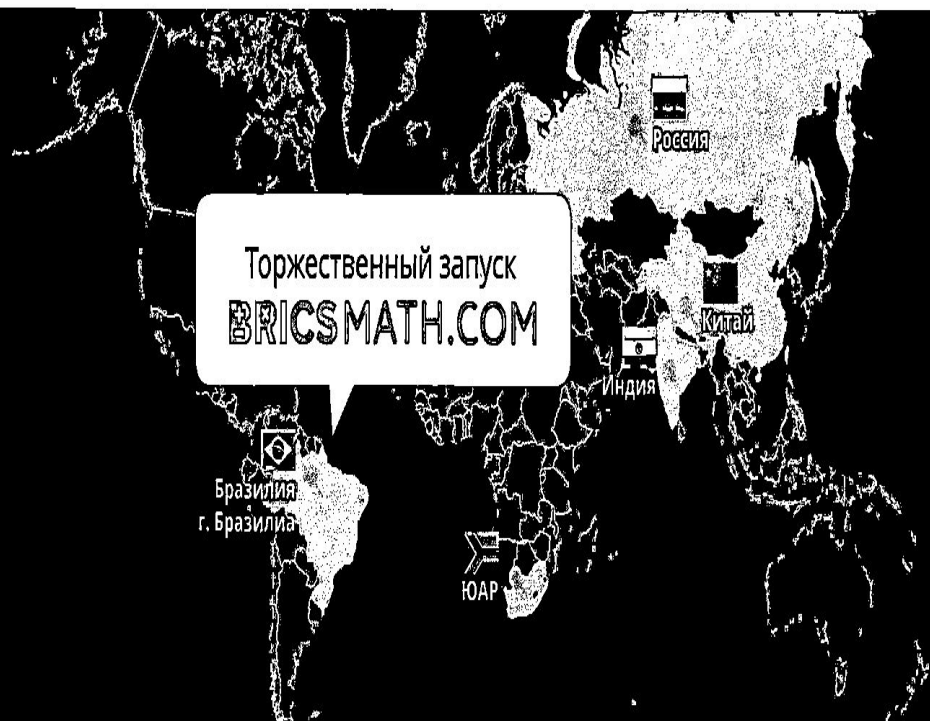 Россия
Торжественный запуск
BRICSMATH.COM
Китай
Индия
Бразилия
г. Бразилиа
ЮАР